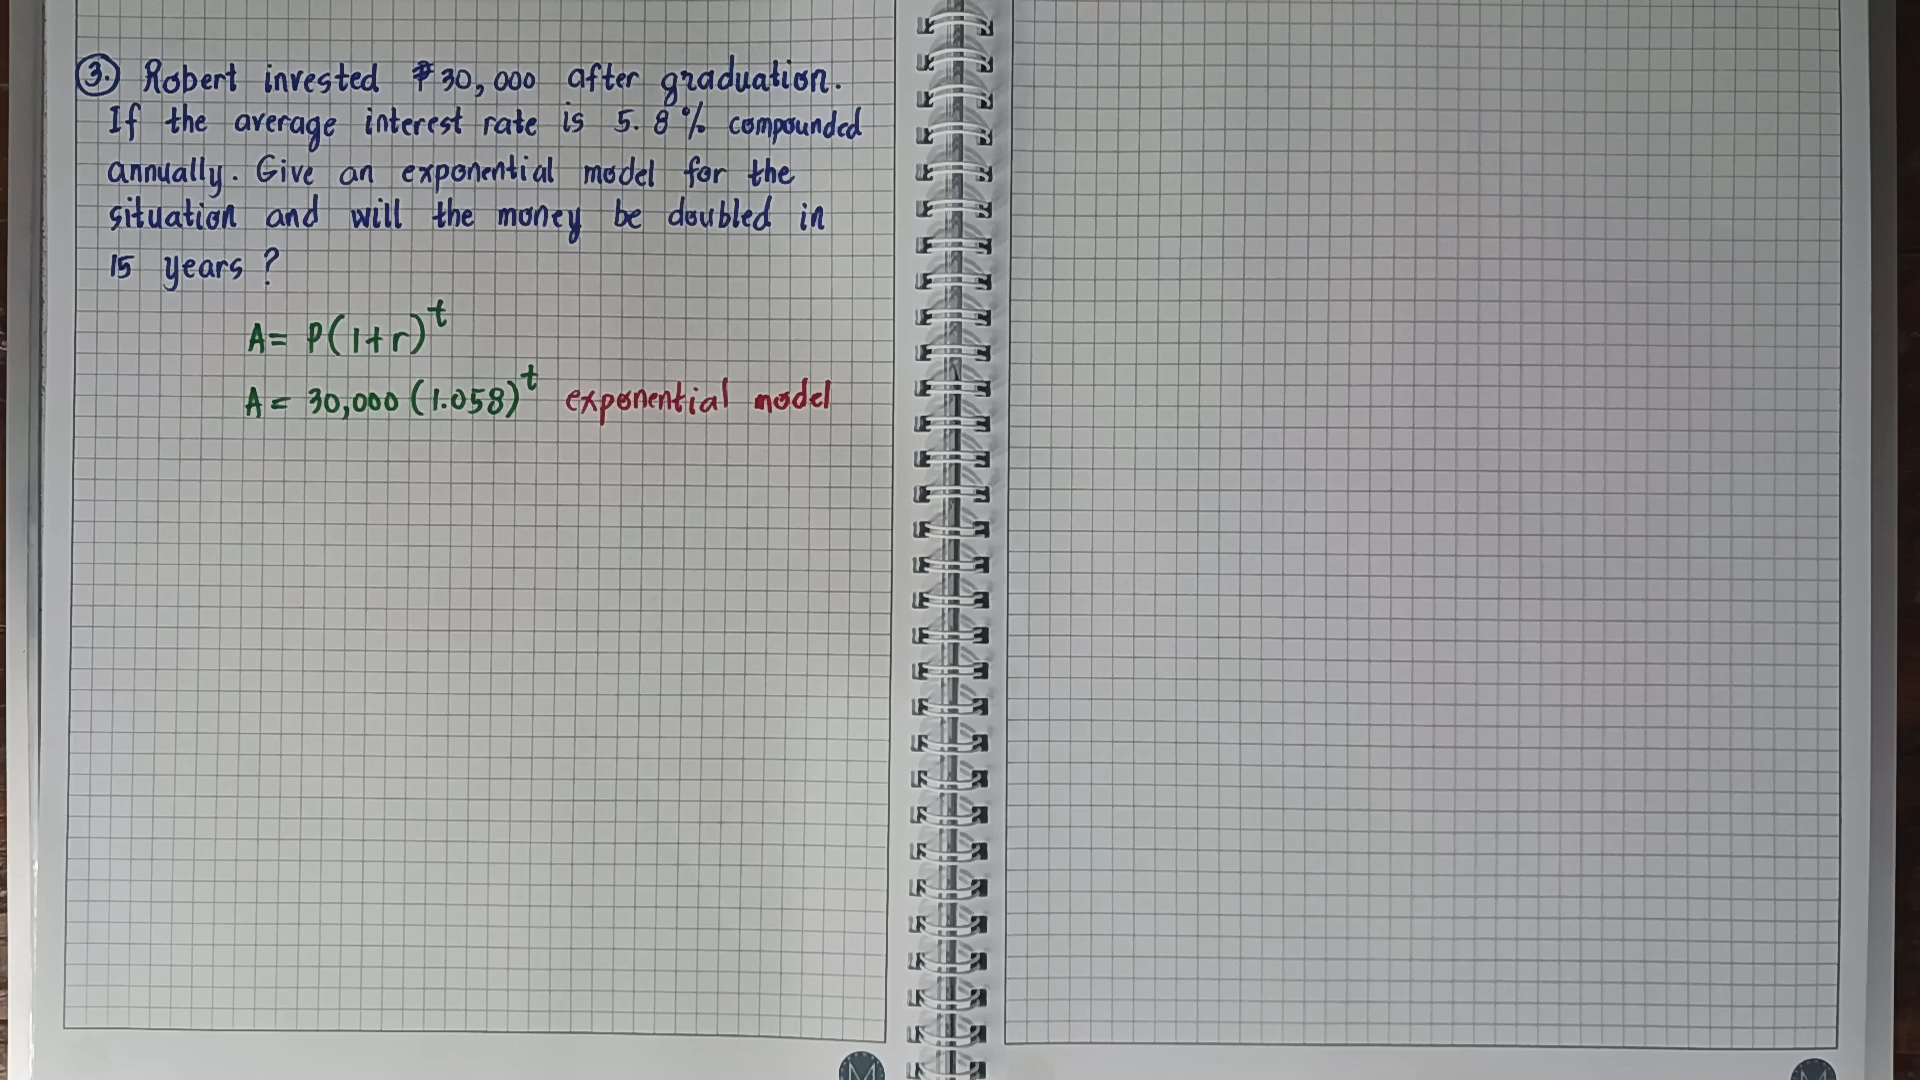 3. Robert invested ₱30,000 after graduation.
If the average interest rate is 5.8% compounded
annually. Give an exponential model for the
situation and will the money be doubled in
15 years?
A = P(1+r)^t
A = 30,000 (1.058)^t exponential model
M
M